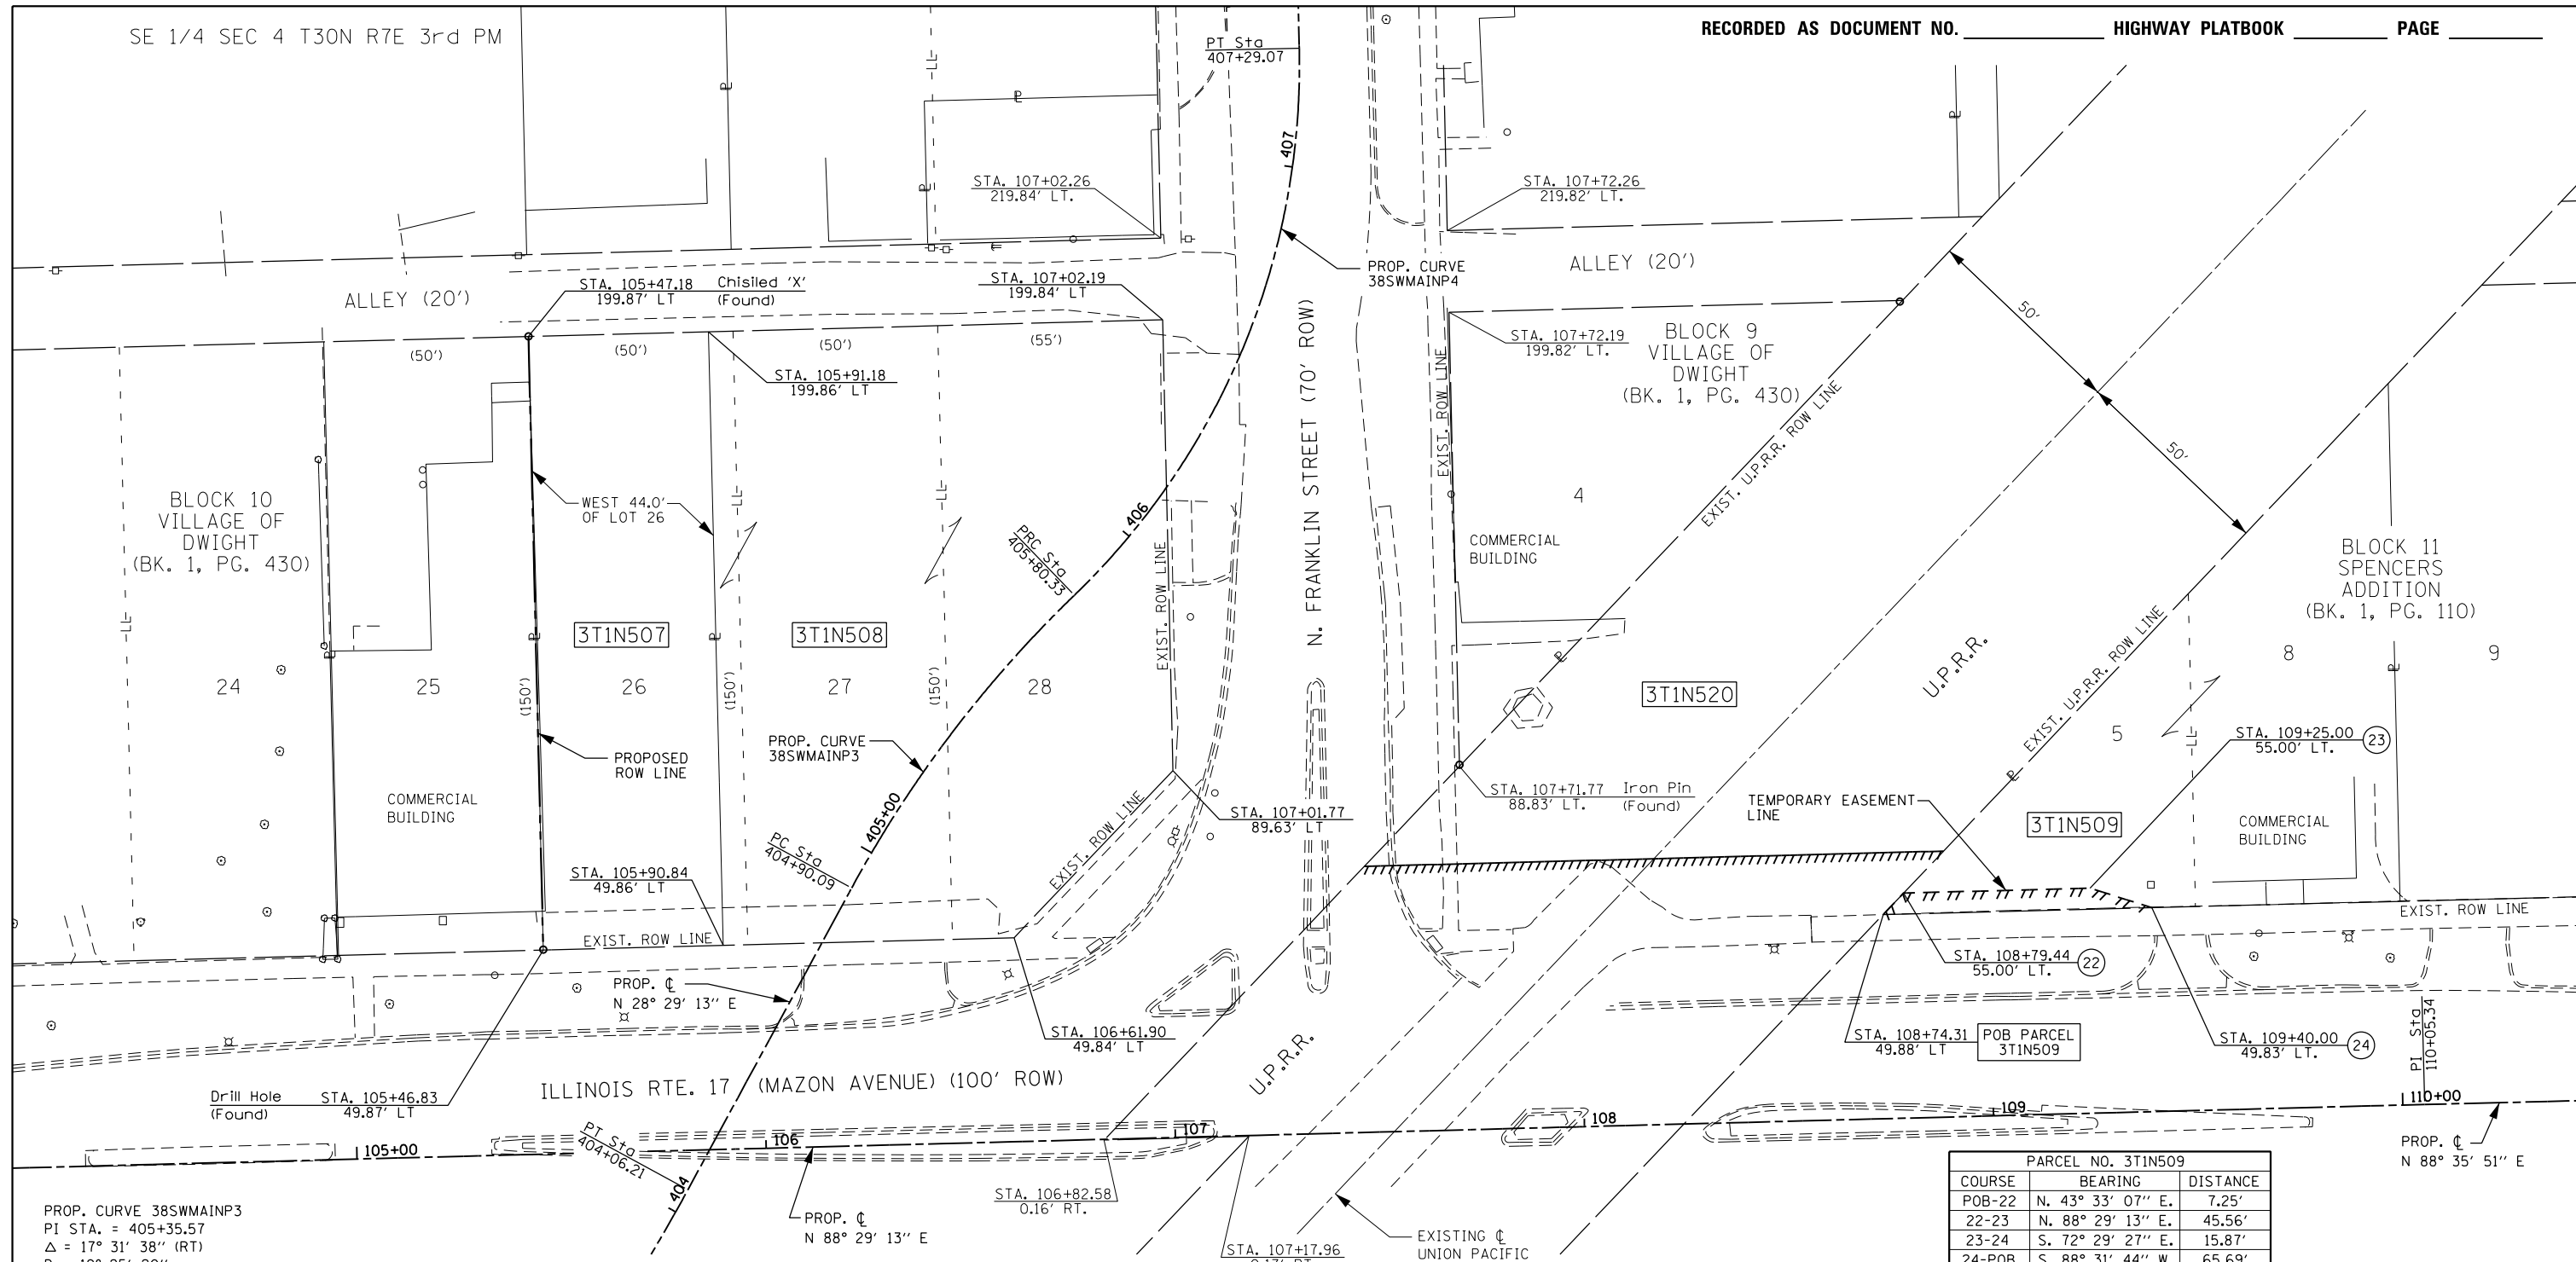 SE 1/4 SEC 4 T30N R7E 3rd PM
RECORDED AS DOCUMENT NO. HIGHWAY PLATBOOK PAGE
PT Sta
407+29.07
407
STA. 107+02.26
219.84' LT.
STA. 107+72.26
219.82' LT.
PROP. CURVE
38SWMAINP4
ALLEY (20')
ALLEY (20')
STA. 105+47.18 Chisiled 'X'
199.87' LT (Found)
STA. 107+02.19
199.84' LT
(50')
(50')
(50')
(55')
STA. 105+91.18
199.86' LT
STA. 107+72.19
199.82' LT.
BLOCK 9
VILLAGE OF
DWIGHT
(BK. 1, PG. 430)
50'
50'
EXIST. ROW LINE
EXIST. U.P.R.R. ROW LINE
N. FRANKLIN STREET (70' ROW)
BLOCK 10
VILLAGE OF
DWIGHT
(BK. 1, PG. 430)
WEST 44.0'
OF LOT 26
LL
LL
LL
LL
LL
406
PRC Sta
405+80.33
4
COMMERCIAL
BUILDING
BLOCK 11
SPENCERS
ADDITION
(BK. 1, PG. 110)
EXIST. ROW LINE
3T1N507
3T1N508
3T1N520
U.P.R.R.
EXIST. U.P.R.R. ROW LINE
8
9
24
25
26
27
28
(150')
(150')
(150')
5
PROPOSED
ROW LINE
PROP. CURVE
38SWMAINP3
STA. 109+25.00
55.00' LT.
23
COMMERCIAL
BUILDING
405+00
PC Sta
404+90.09
EXIST. ROW LINE
STA. 107+01.77
89.63' LT
STA. 107+71.77 Iron Pin
88.83' LT. (Found)
TEMPORARY EASEMENT
LINE
3T1N509
COMMERCIAL
BUILDING
STA. 105+90.84
49.86' LT
EXIST. ROW LINE
EXIST. ROW LINE
STA. 108+79.44
55.00' LT.
22
PROP. ℄
N 28° 29' 13'' E
STA. 106+61.90
49.84' LT
STA. 108+74.31
49.88' LT
POB PARCEL
3T1N509
STA. 109+40.00
49.83' LT.
24
PI Sta
110+05.34
U.P.R.R.
ILLINOIS RTE. 17 (MAZON AVENUE) (100' ROW)
Drill Hole STA. 105+46.83
(Found) 49.87' LT
105+00
106
107
108
109
110+00
PT Sta
404+06.21
404
PROP. ℄
N 88° 29' 13'' E
STA. 106+82.58
0.16' RT.
STA. 107+17.96
0.17' RT.
EXISTING ℄
UNION PACIFIC
PROP. ℄
N 88° 35' 51'' E
PROP. CURVE 38SWMAINP3
PI STA. = 405+35.57
Δ = 17° 31' 38'' (RT)
PARCEL NO. 3T1N509
COURSE BEARING DISTANCE
POB-22 N. 43° 33' 07'' E. 7.25'
22-23 N. 88° 29' 13'' E. 45.56'
23-24 S. 72° 29' 27'' E. 15.87'
24-POB S. 88° 31' 44'' W. 65.69'